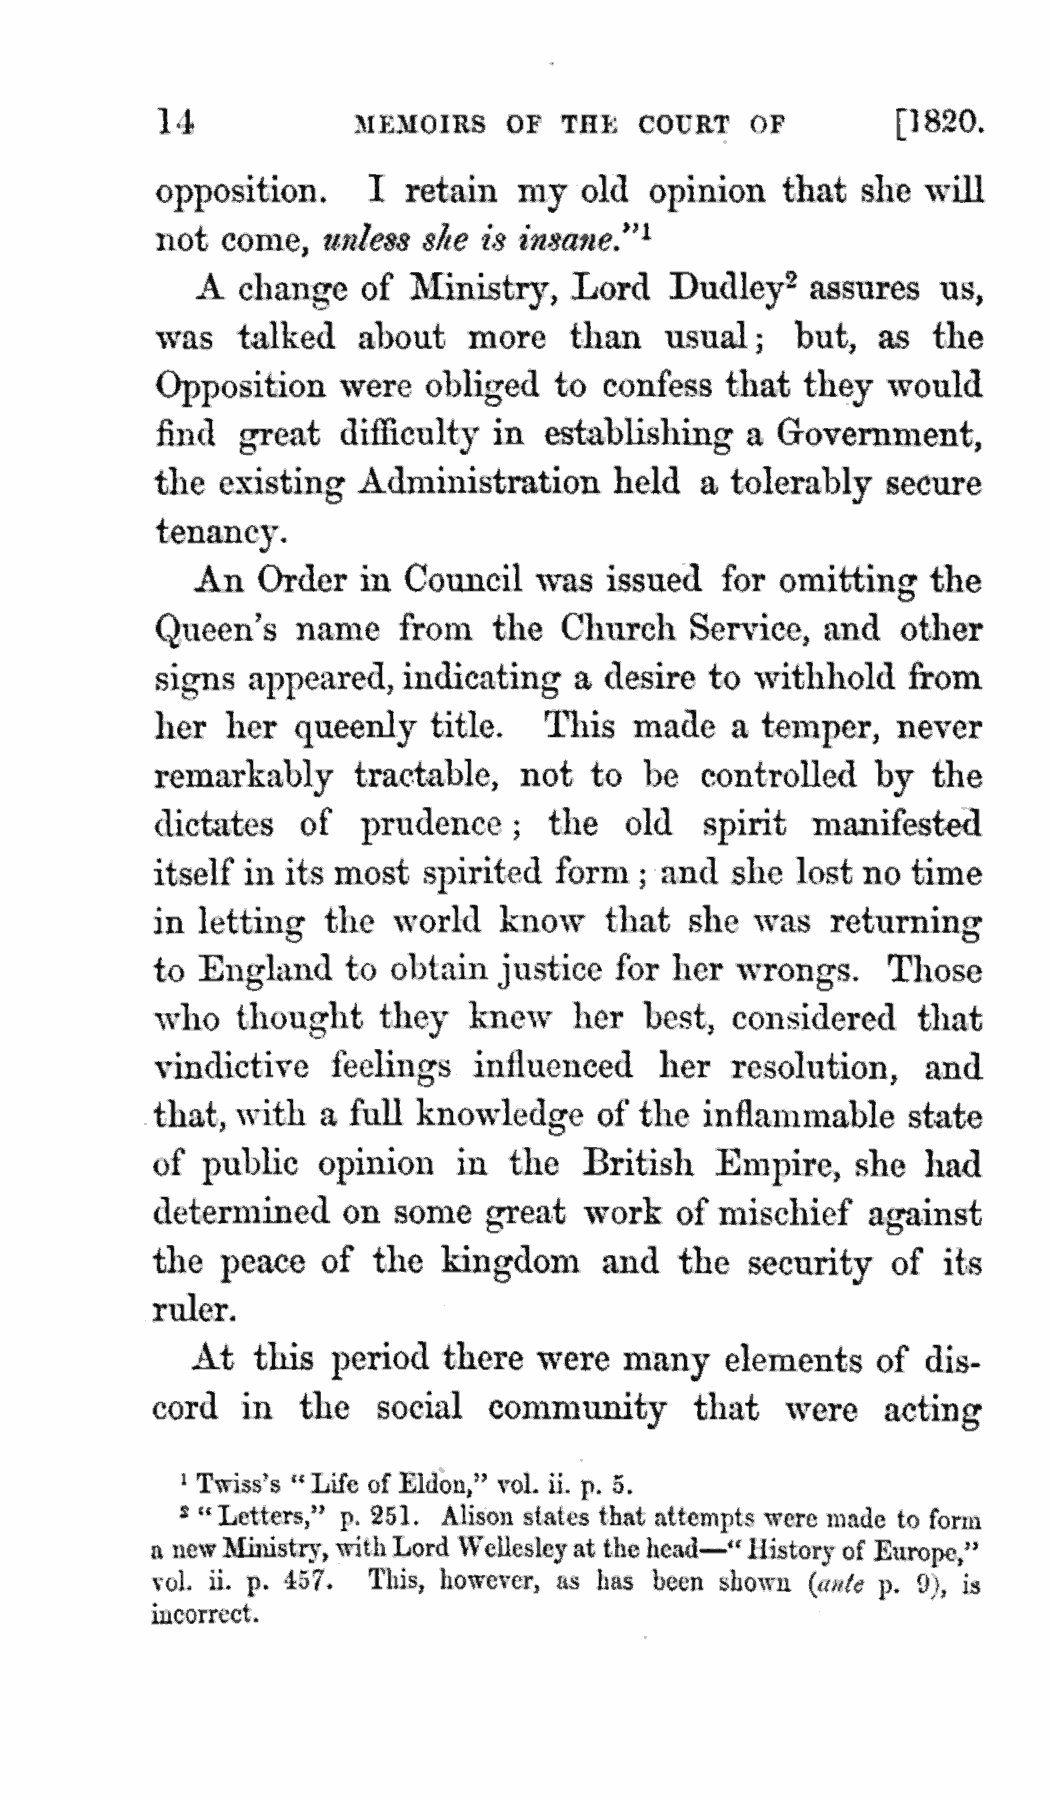 14 MEMOIRS OF THE COURT OF [1820.
opposition. I retain my old opinion that she will
not come, unless she is insane."¹
A change of Ministry, Lord Dudley² assures us,
was talked about more than usual; but, as the
Opposition were obliged to confess that they would
find great difficulty in establishing a Government,
the existing Administration held a tolerably secure
tenancy.
An Order in Council was issued for omitting the
Queen's name from the Church Service, and other
signs appeared, indicating a desire to withhold from
her her queenly title. This made a temper, never
remarkably tractable, not to be controlled by the
dictates of prudence; the old spirit manifested
itself in its most spirited form; and she lost no time
in letting the world know that she was returning
to England to obtain justice for her wrongs. Those
who thought they knew her best, considered that
vindictive feelings influenced her resolution, and
that, with a full knowledge of the inflammable state
of public opinion in the British Empire, she had
determined on some great work of mischief against
the peace of the kingdom and the security of its
ruler.
At this period there were many elements of dis-
cord in the social community that were acting
¹ Twiss's "Life of Eldon," vol. ii. p. 5.
² "Letters," p. 251. Alison states that attempts were made to form
a new Ministry, with Lord Wellesley at the head—"History of Europe,"
vol. ii. p. 457. This, however, as has been shown (ante p. 9), is
incorrect.